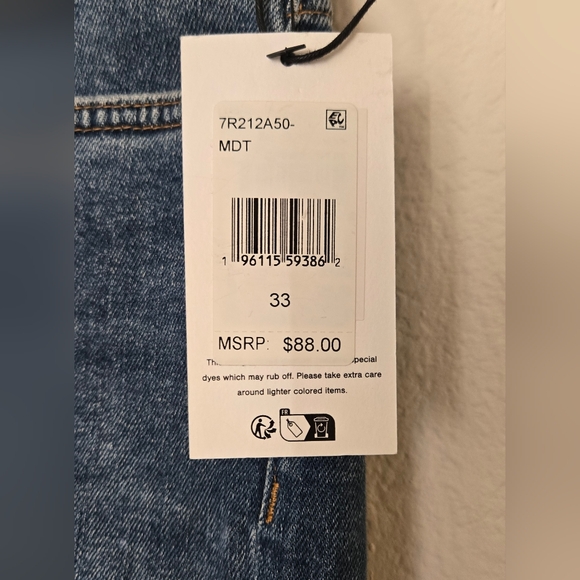 7R212A50-
MDT
1 96115 59386 2
33
MSRP: $88.00
special
dyes which may rub off. Please take extra care
around lighter colored items.
FR